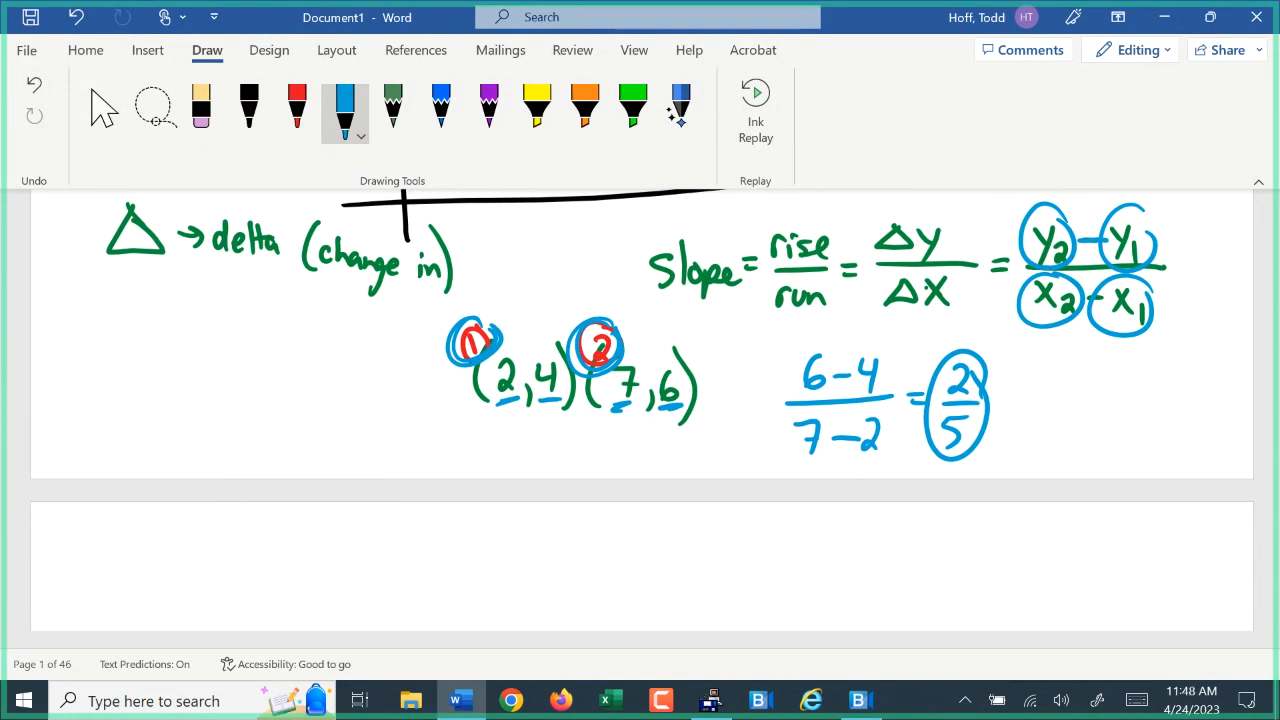 Document1 - Word
Search
Hoff, Todd HT
File Home Insert Draw Design Layout References Mailings Review View Help Acrobat
Comments Editing Share
Ink Replay
Undo Drawing Tools Replay
△ → delta (change in)
Slope = rise/run = △y/△x = y₂ - y₁/x₂ - x₁
① ②
(2,4) (7,6)
6-4/7-2 = 2/5
Page 1 of 46 Text Predictions: On Accessibility: Good to go
Type here to search
11:48 AM
4/24/2023